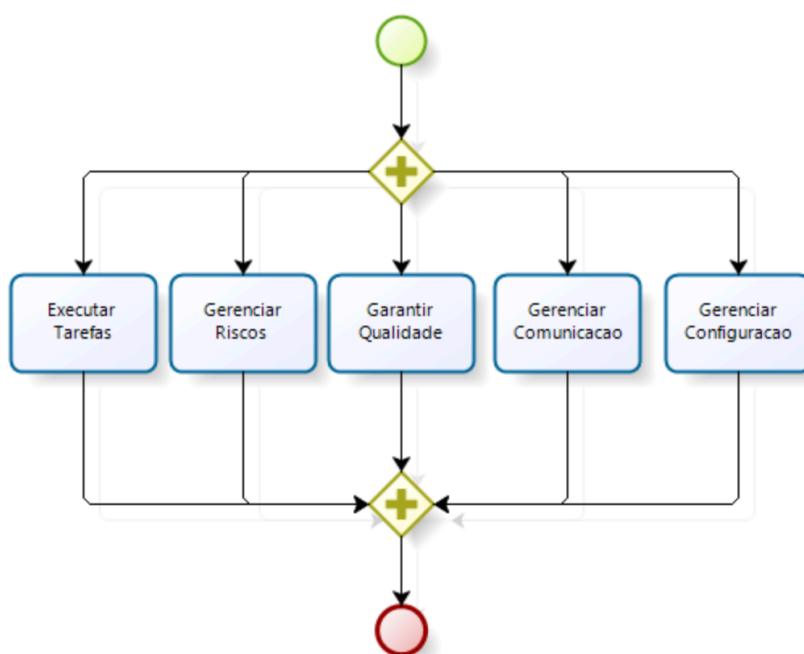 Executar
Tarefas
Gerenciar
Riscos
Garantir
Qualidade
Gerenciar
Comunicacao
Gerenciar
Configuracao